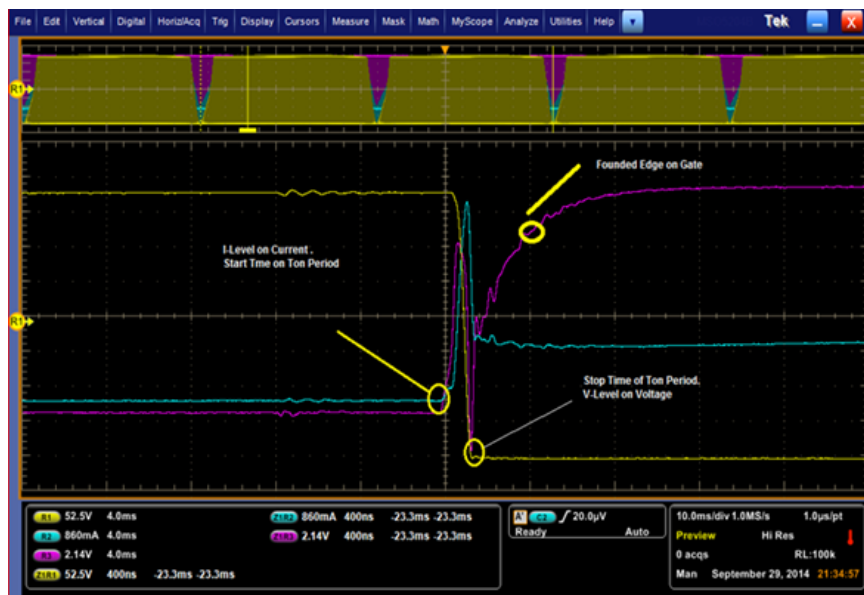 File Edit Vertical Digital Horiz/Acq Trig Display Cursors Measure Mask Math MyScope Analyze Utilities Help Tek X
R1
Founded Edge on Gate
I-Level on Current .
Start Tme on Ton Period
R1
Stop Time of Ton Period.
V-Level on Voltage
R1 52.5V 4.0ms
R2 860mA 4.0ms
R3 2.14V 4.0ms
Z1R1 52.5V 400ns -23.3ms -23.3ms
Z1R2 860mA 400ns -23.3ms -23.3ms
Z1R3 2.14V 400ns -23.3ms -23.3ms
A' C2 20.0µV
Ready Auto
10.0ms/div 1.0MS/s 1.0µs/pt
Preview Hi Res
0 acqs RL:100k
Man September 29, 2014 21:34:57